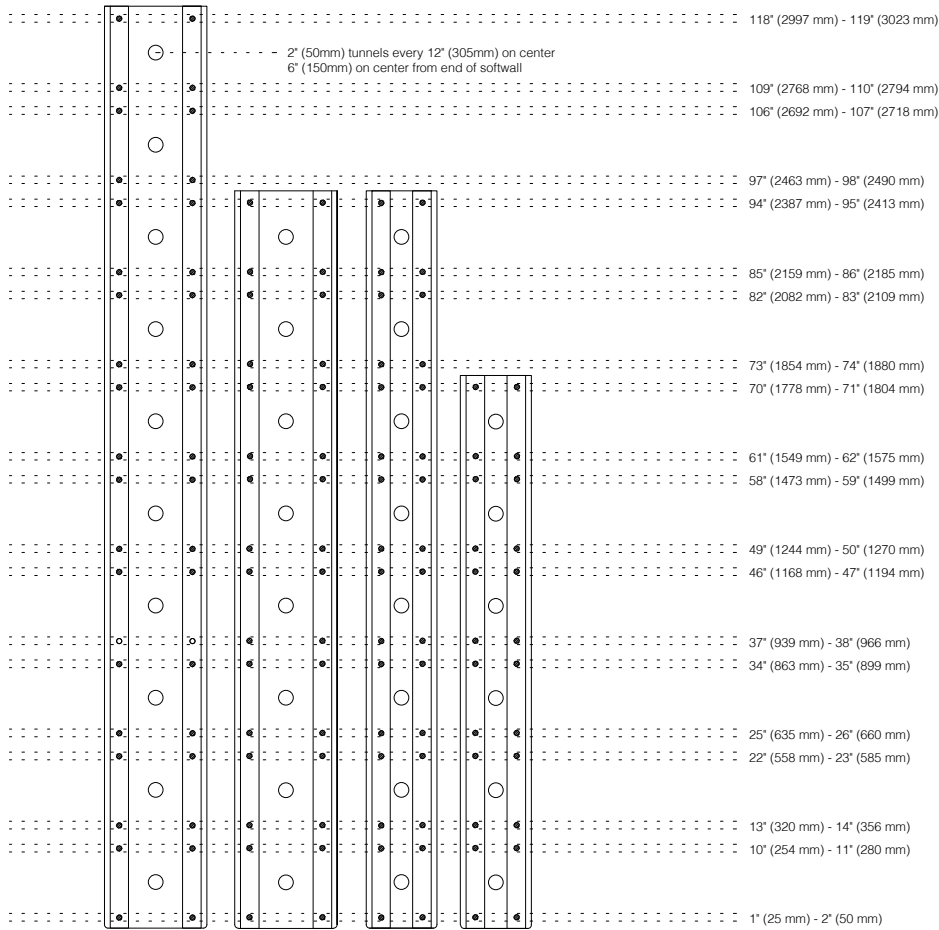 118" (2997 mm) - 119" (3023 mm)
2" (50mm) tunnels every 12" (305mm) on center
6" (150mm) on center from end of softwall
109" (2768 mm) - 110" (2794 mm)
106" (2692 mm) - 107" (2718 mm)
97" (2463 mm) - 98" (2490 mm)
94" (2387 mm) - 95" (2413 mm)
85" (2159 mm) - 86" (2185 mm)
82" (2082 mm) - 83" (2109 mm)
73" (1854 mm) - 74" (1880 mm)
70" (1778 mm) - 71" (1804 mm)
61" (1549 mm) - 62" (1575 mm)
58" (1473 mm) - 59" (1499 mm)
49" (1244 mm) - 50" (1270 mm)
46" (1168 mm) - 47" (1194 mm)
37" (939 mm) - 38" (966 mm)
34" (863 mm) - 35" (899 mm)
25" (635 mm) - 26" (660 mm)
22" (558 mm) - 23" (585 mm)
13" (320 mm) - 14" (356 mm)
10" (254 mm) - 11" (280 mm)
1" (25 mm) - 2" (50 mm)